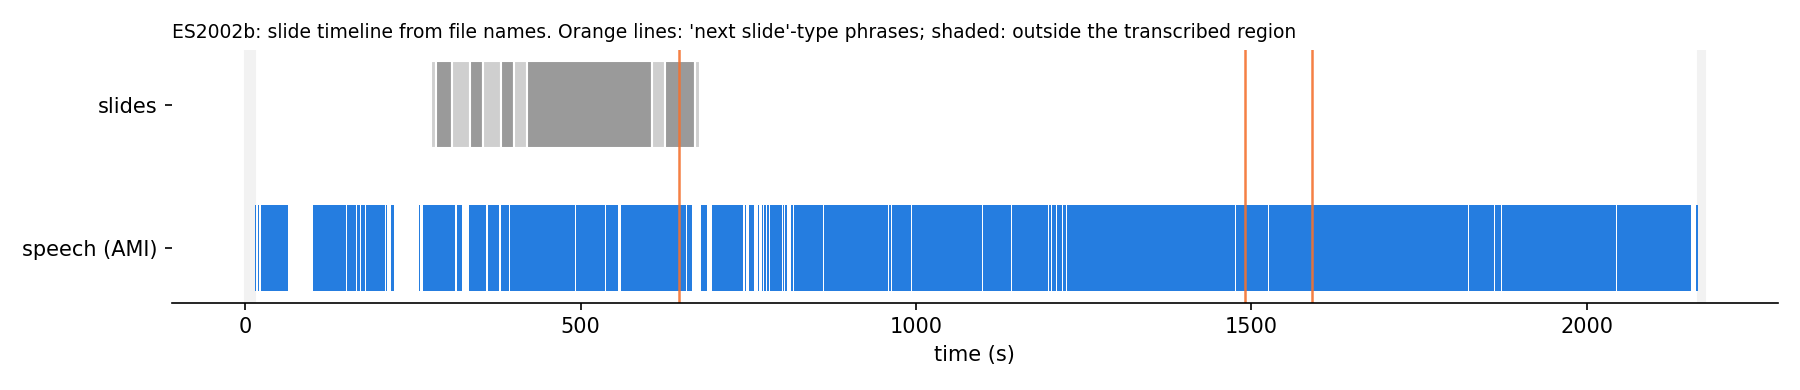 ES2002b: slide timeline from file names. Orange lines: 'next slide'-type phrases; shaded: outside the transcribed region
slides
speech (AMI)
0 500 1000 1500 2000
time (s)